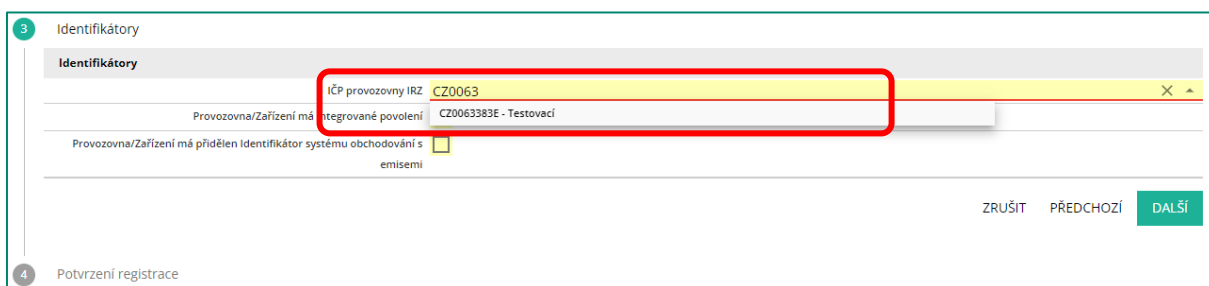 3 Identifikátory
Identifikátory
IČP provozovny IRZ CZ0063
Provozovna/Zařízení má integrované povolení CZ0063383E - Testovací
Provozovna/Zařízení má přidělen Identifikátor systému obchodování s
emisemi
ZRUŠIT PŘEDCHOZÍ DALŠÍ
4 Potvrzení registrace